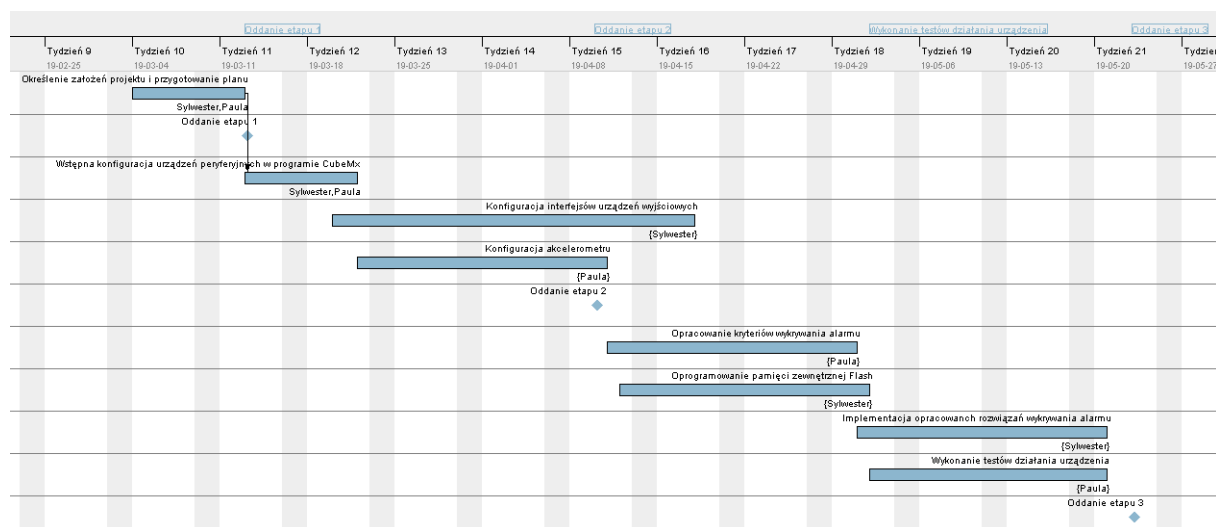 Oddanie etapu 1 Oddanie etapu 2 Wykonanie testów działania urządzenia Oddanie etapu 3
Tydzień 9 Tydzień 10 Tydzień 11 Tydzień 12 Tydzień 13 Tydzień 14 Tydzień 15 Tydzień 16 Tydzień 17 Tydzień 18 Tydzień 19 Tydzień 20 Tydzień 21 Tydzień
19-02-25 19-03-04 19-03-11 19-03-18 19-03-25 19-04-01 19-04-08 19-04-15 19-04-22 19-04-29 19-05-06 19-05-13 19-05-20 19-05-27
Określenie założeń projektu i przygotowanie planu
Sylwester,Paula
Oddanie etapu 1
Wstępna konfiguracja urządzeń peryferyjnych w programie CubeMx
Sylwester,Paula
Konfiguracja interfejsów urządzeń wyjściowych
{Sylwester}
Konfiguracja akcelerometru
{Paula}
Oddanie etapu 2
Opracowanie kryteriów wykrywania alarmu
{Paula}
Oprogramowanie pamięci zewnętrznej Flash
{Sylwester}
Implementacja opracowanch rozwiązań wykrywania alarmu
{Sylwester}
Wykonanie testów działania urządzenia
{Paula}
Oddanie etapu 3